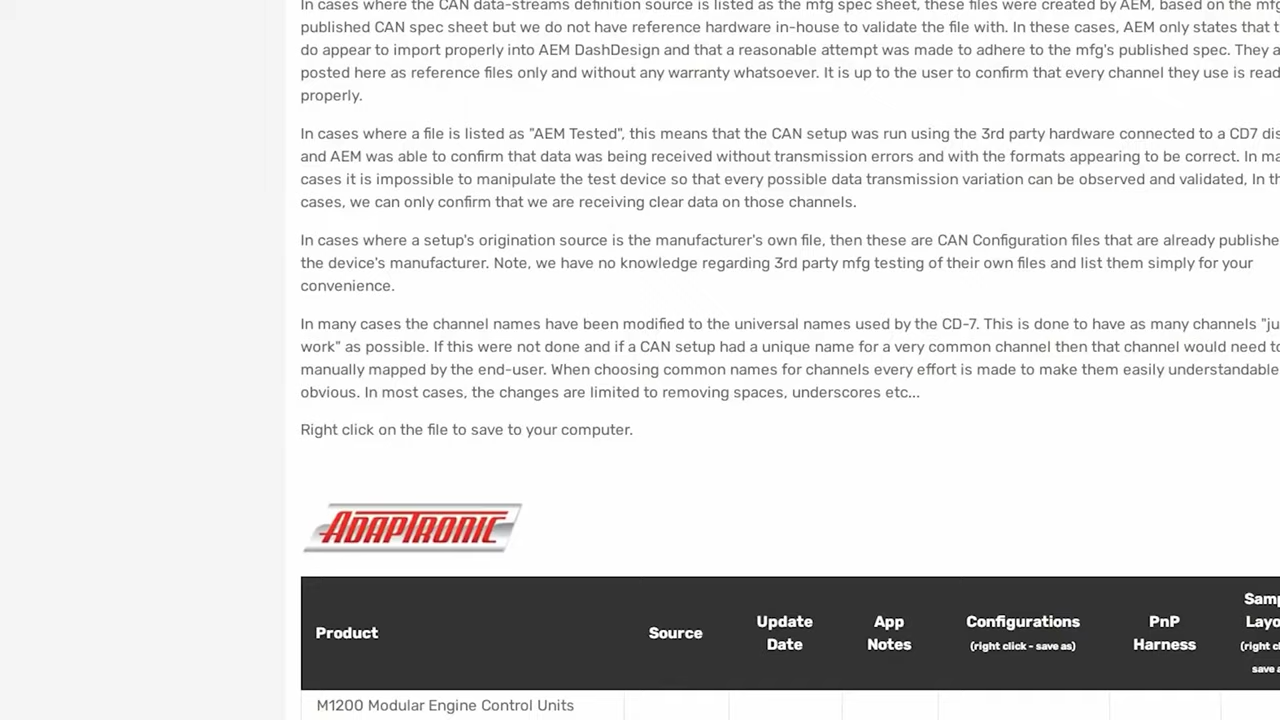 In cases where the CAN data-streams definition source is listed as the mfg spec sheet, these files were created by AEM, based on the
published CAN spec sheet but we do not have reference hardware in-house to validate the file with. In these cases, AEM only states that
do appear to import properly into AEM DashDesign and that a reasonable attempt was made to adhere to the mfg's published spec. They
posted here as reference files only and without any warranty whatsoever. It is up to the user to confirm that every channel they use is
properly.
In cases where a file is listed as "AEM Tested", this means that the CAN setup was run using the 3rd party hardware connected to a CD7
and AEM was able to confirm that data was being received without transmission errors and with the formats appearing to be correct. In
cases it is impossible to manipulate the test device so that every possible data transmission variation can be observed and validated, In
cases, we can only confirm that we are receiving clear data on those channels.
In cases where a setup's origination source is the manufacturer's own file, then these are CAN Configuration files that are already
the device's manufacturer. Note, we have no knowledge regarding 3rd party mfg testing of their own files and list them simply for your
convenience.
In many cases the channel names have been modified to the universal names used by the CD-7. This is done to have as many channels
work" as possible. If this were not done and if a CAN setup had a unique name for a very common channel then that channel would need
manually mapped by the end-user. When choosing common names for channels every effort is made to make them easily understandable
obvious. In most cases, the changes are limited to removing spaces, underscores etc...
Right click on the file to save to your computer.
ADAPTRONIC
Product
Source
Update
Date
App
Notes
Configurations
(right click - save as)
PnP
Harness
M1200 Modular Engine Control Units